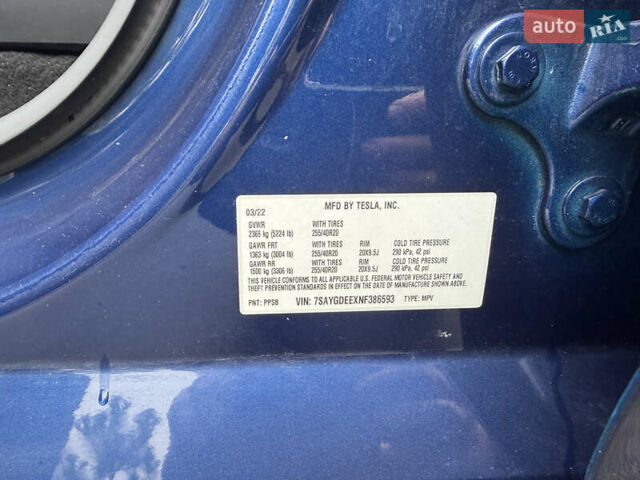 auto RIA
.com
MFD BY TESLA, INC.
03/22
GVWR WITH TIRES
2369 kg (5224 lb) 255/40R20
GAWR FRT WITH TIRES RIM COLD TIRE PRESSURE
1363 kg (3004 lb) 255/40R20 20X9.5J 290 kPa, 42 psi
GAWR RR WITH TIRES RIM COLD TIRE PRESSURE
1500 kg (3306 lb) 255/40R20 20X9.5J 290 kPa, 42 psi
THIS VEHICLE CONFORMS TO ALL APPLICABLE U.S. FEDERAL MOTOR VEHICLE SAFETY AND
THEFT PREVENTION STANDARDS IN EFFECT ON THE DATE OF MANUFACTURE SHOWN ABOVE.
PNT: PPSB VIN: 7SAYGDEEXNF386593 TYPE: MPV